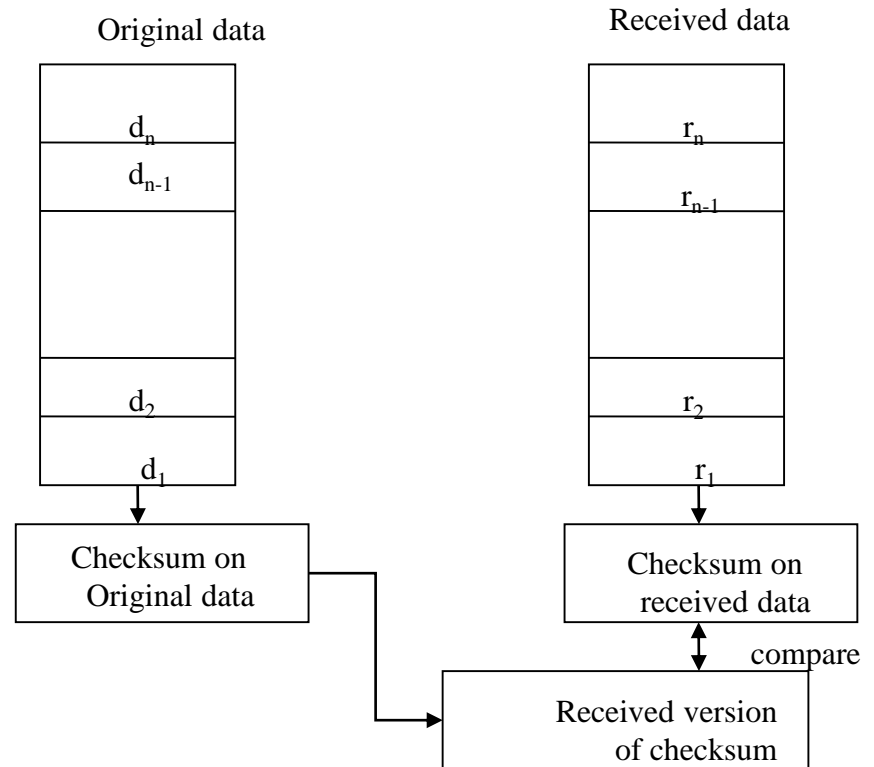 Original data
Received data
dₙ
rₙ
dₙ₋₁
rₙ₋₁
d₂
r₂
d₁
r₁
Checksum on
Original data
Checksum on
received data
compare
Received version
of checksum